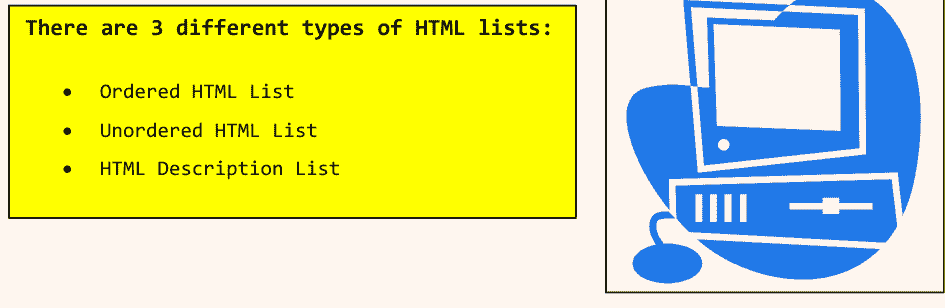 There are 3 different types of HTML lists:
• Ordered HTML List
• Unordered HTML List
• HTML Description List